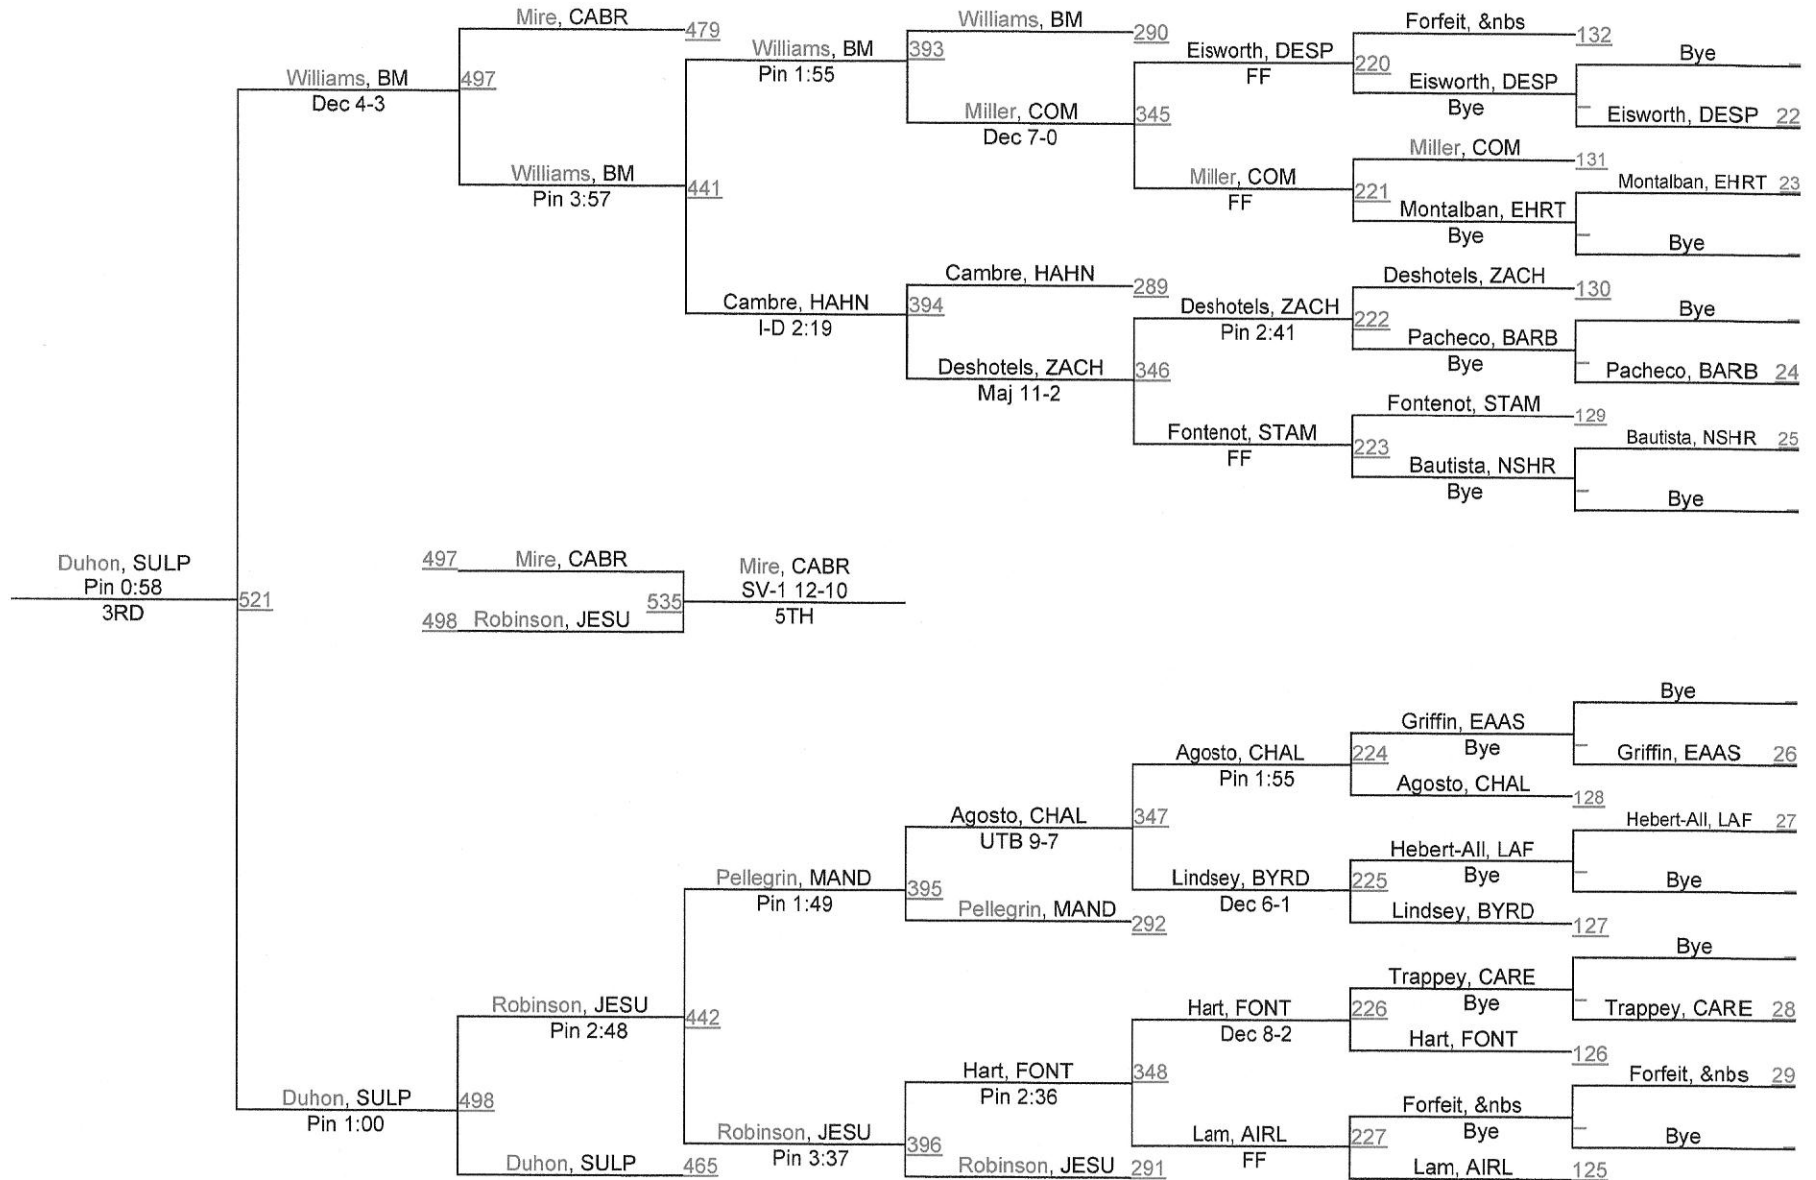 Mire, CABR
479
Williams, BM
Dec 4-3
497
Williams, BM
Pin 3:57
441
Williams, BM
Pin 1:55
393
Williams, BM
290
Miller, COM
Dec 7-0
345
Eisworth, DESP
FF
220
Forfeit, &nbs
132
Eisworth, DESP
Bye
Bye
Eisworth, DESP 22
Miller, COM
FF
221
Miller, COM
131
Montalban, EHRT
Bye
Montalban, EHRT 23
Bye
Cambre, HAHN
I-D 2:19
394
Cambre, HAHN
289
Deshotels, ZACH
Maj 11-2
346
Deshotels, ZACH
Pin 2:41
222
Deshotels, ZACH
130
Pacheco, BARB
Bye
Bye
Pacheco, BARB 24
Fontenot, STAM
FF
223
Fontenot, STAM
129
Bautista, NSHR
Bye
Bautista, NSHR 25
Bye
Duhon, SULP
Pin 0:58
3RD
521
497 Mire, CABR
498 Robinson, JESU
535
Mire, CABR
SV-1 12-10
5TH
Duhon, SULP
Pin 1:00
498
Robinson, JESU
Pin 2:48
442
Duhon, SULP
465
Pellegrin, MAND
Pin 1:49
395
Agosto, CHAL
UTB 9-7
347
Pellegrin, MAND
292
Agosto, CHAL
Pin 1:55
224
Griffin, EAAS
Bye
Bye
Griffin, EAAS 26
Agosto, CHAL
128
Lindsey, BYRD
Dec 6-1
225
Hebert-All, LAF
Bye
Hebert-All, LAF 27
Bye
Lindsey, BYRD
127
Robinson, JESU
Pin 3:37
396
Hart, FONT
Pin 2:36
348
Robinson, JESU
291
Hart, FONT
Dec 8-2
226
Trappey, CARE
Bye
Bye
Trappey, CARE 28
Hart, FONT
126
Lam, AIRL
FF
227
Forfeit, &nbs
Bye
Forfeit, &nbs 29
Bye
Lam, AIRL
125